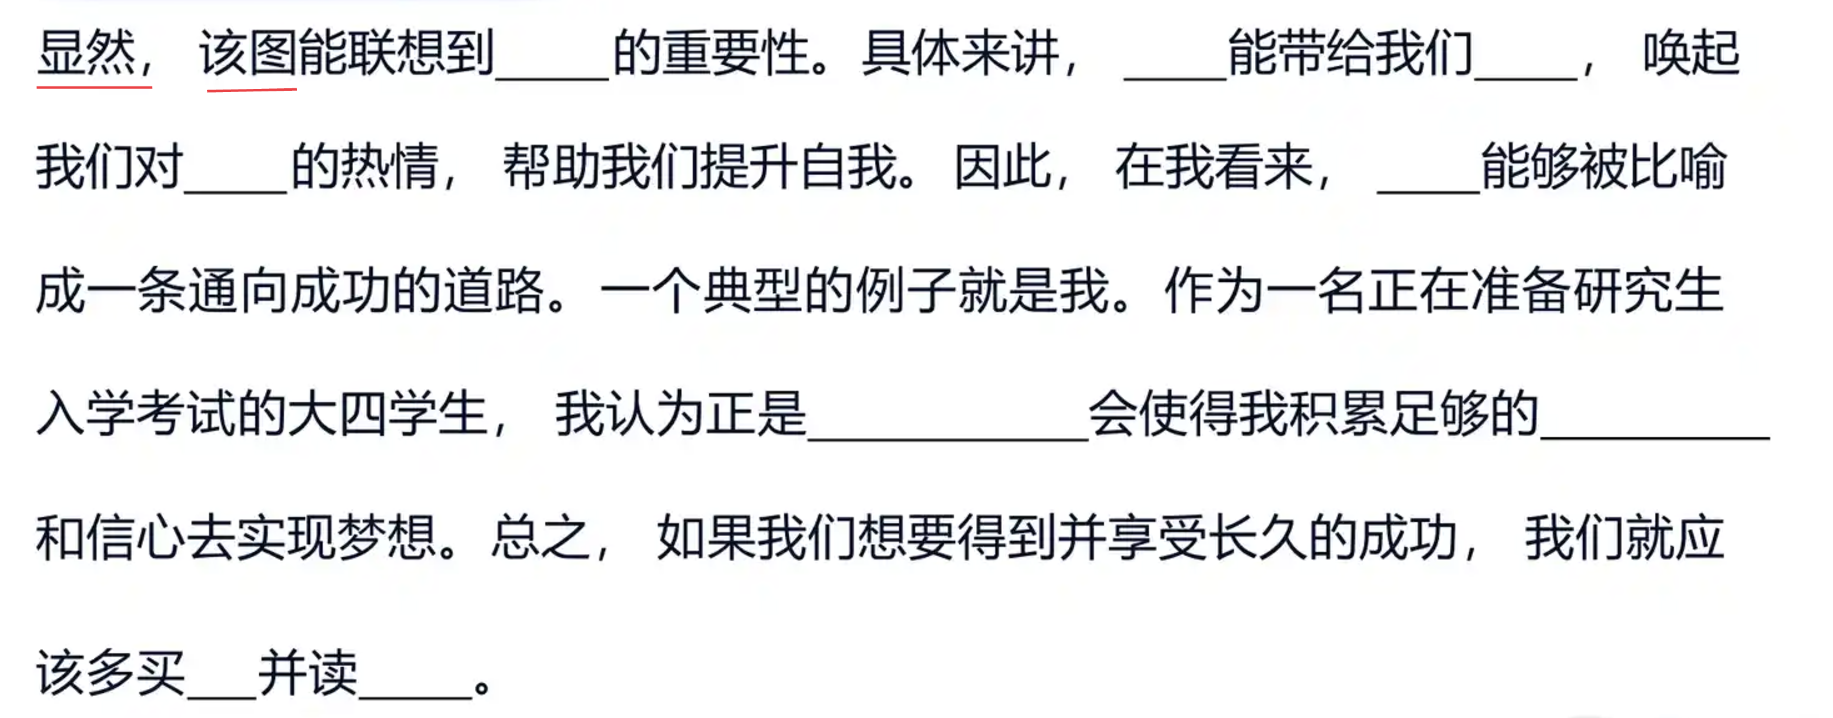 显然， 该图能联想到_____的重要性。具体来讲， ____能带给我们____， 唤起
我们对____的热情， 帮助我们提升自我。因此， 在我看来， ____能够被比喻
成一条通向成功的道路。一个典型的例子就是我。作为一名正在准备研究生
入学考试的大四学生， 我认为正是___________会使得我积累足够的_________
和信心去实现梦想。总之， 如果我们想要得到并享受长久的成功， 我们就应
该多买___并读_____。